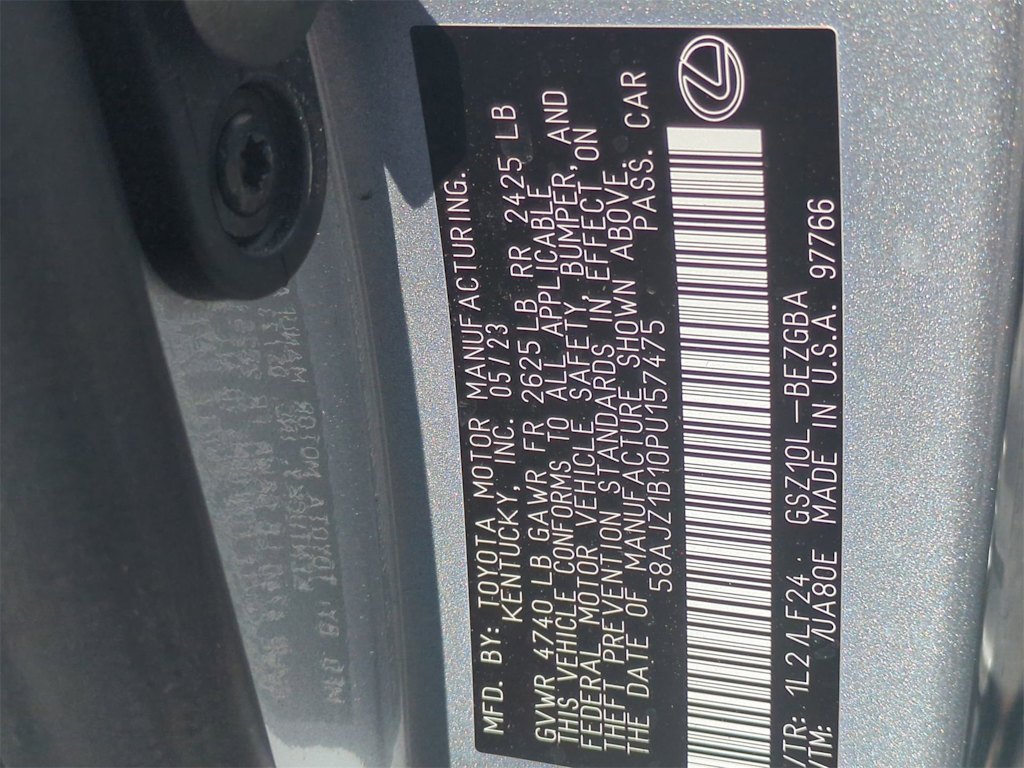 MFD. BY: TOYOTA MOTOR MANUFACTURING.
KENTUCKY, INC. 05/23
GVWR 4740 LB GAWR FR 2625 LB RR 2425 LB
THIS VEHICLE CONFORMS TO ALL APPLICABLE
FEDERAL MOTOR VEHICLE SAFETY, BUMPER, AND
THEFT PREVENTION STANDARDS IN EFFECT ON
THE DATE OF MANUFACTURE SHOWN ABOVE.
58AJZ1B10PU157475 PASS. CAR
/TR: 1L2/LF24 GSZ10L-BEZGBA
/TM: /UA80E MADE IN U.S.A. 97766